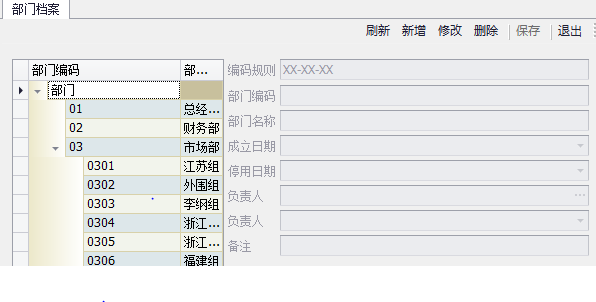 部门档案
刷新 新增 修改 删除 保存 退出
部门编码 部... 编码规则 XX-XX-XX
部门
部门编码
01 总经...
部门名称
02 财务部
03 市场部 成立日期
0301 江苏组 停用日期
0302 外围组
负责人
0303 李纲组
0304 浙江... 负责人
0305 浙江... 备注
0306 福建组